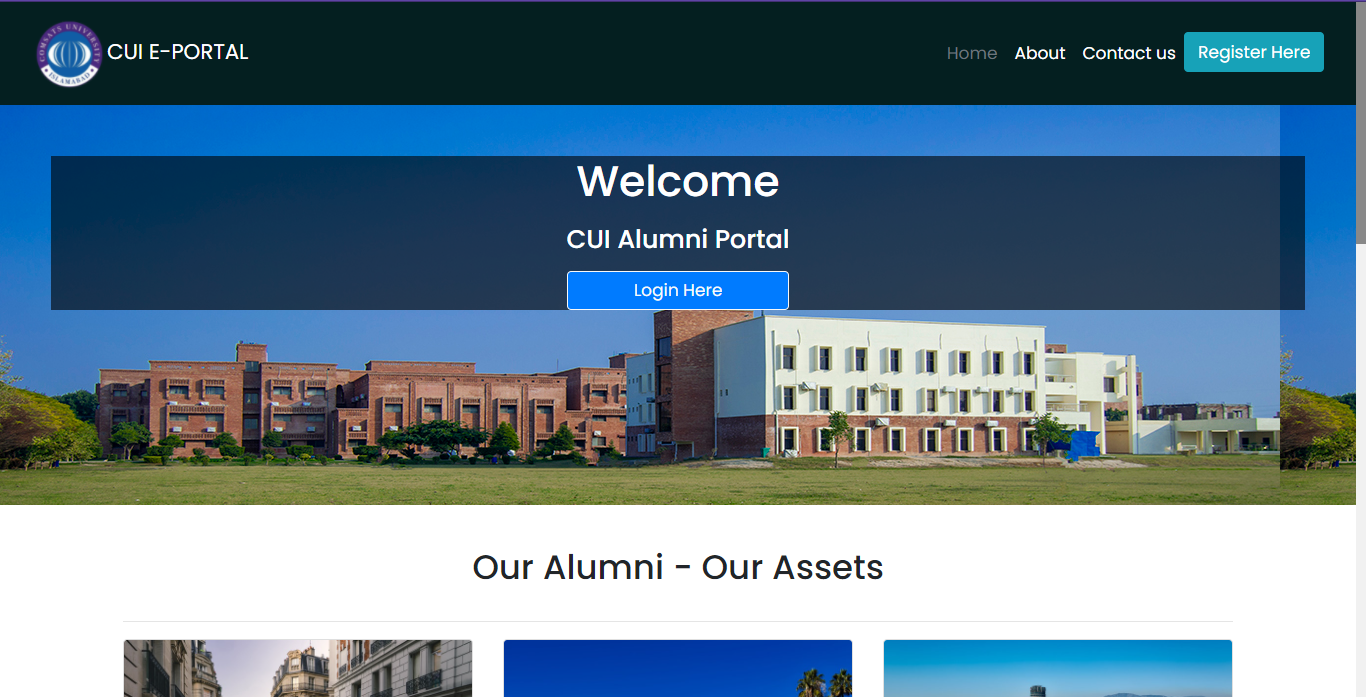 COMSATS UNIVERSITY
ISLAMABAD
CUI E-PORTAL
Home
About
Contact us
Register Here
Welcome
CUI Alumni Portal
Login Here
Our Alumni - Our Assets